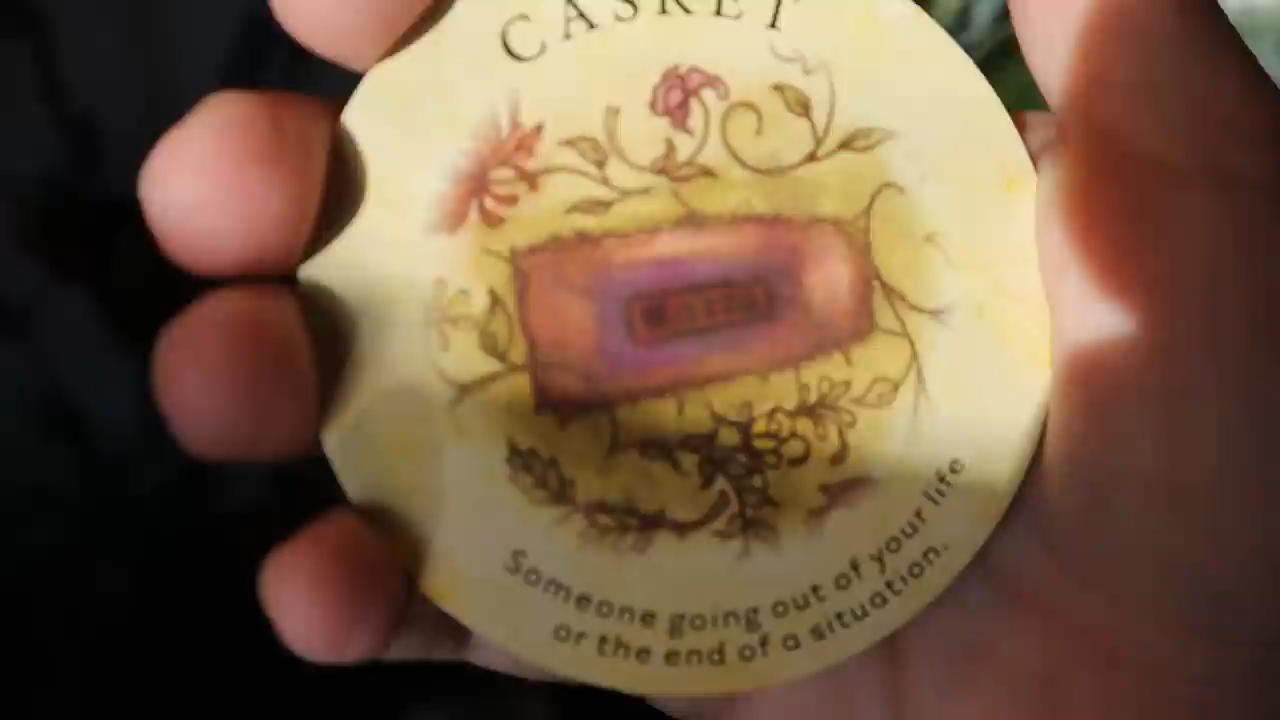 CASKET
Someone going out of your life
or the end of a situation.